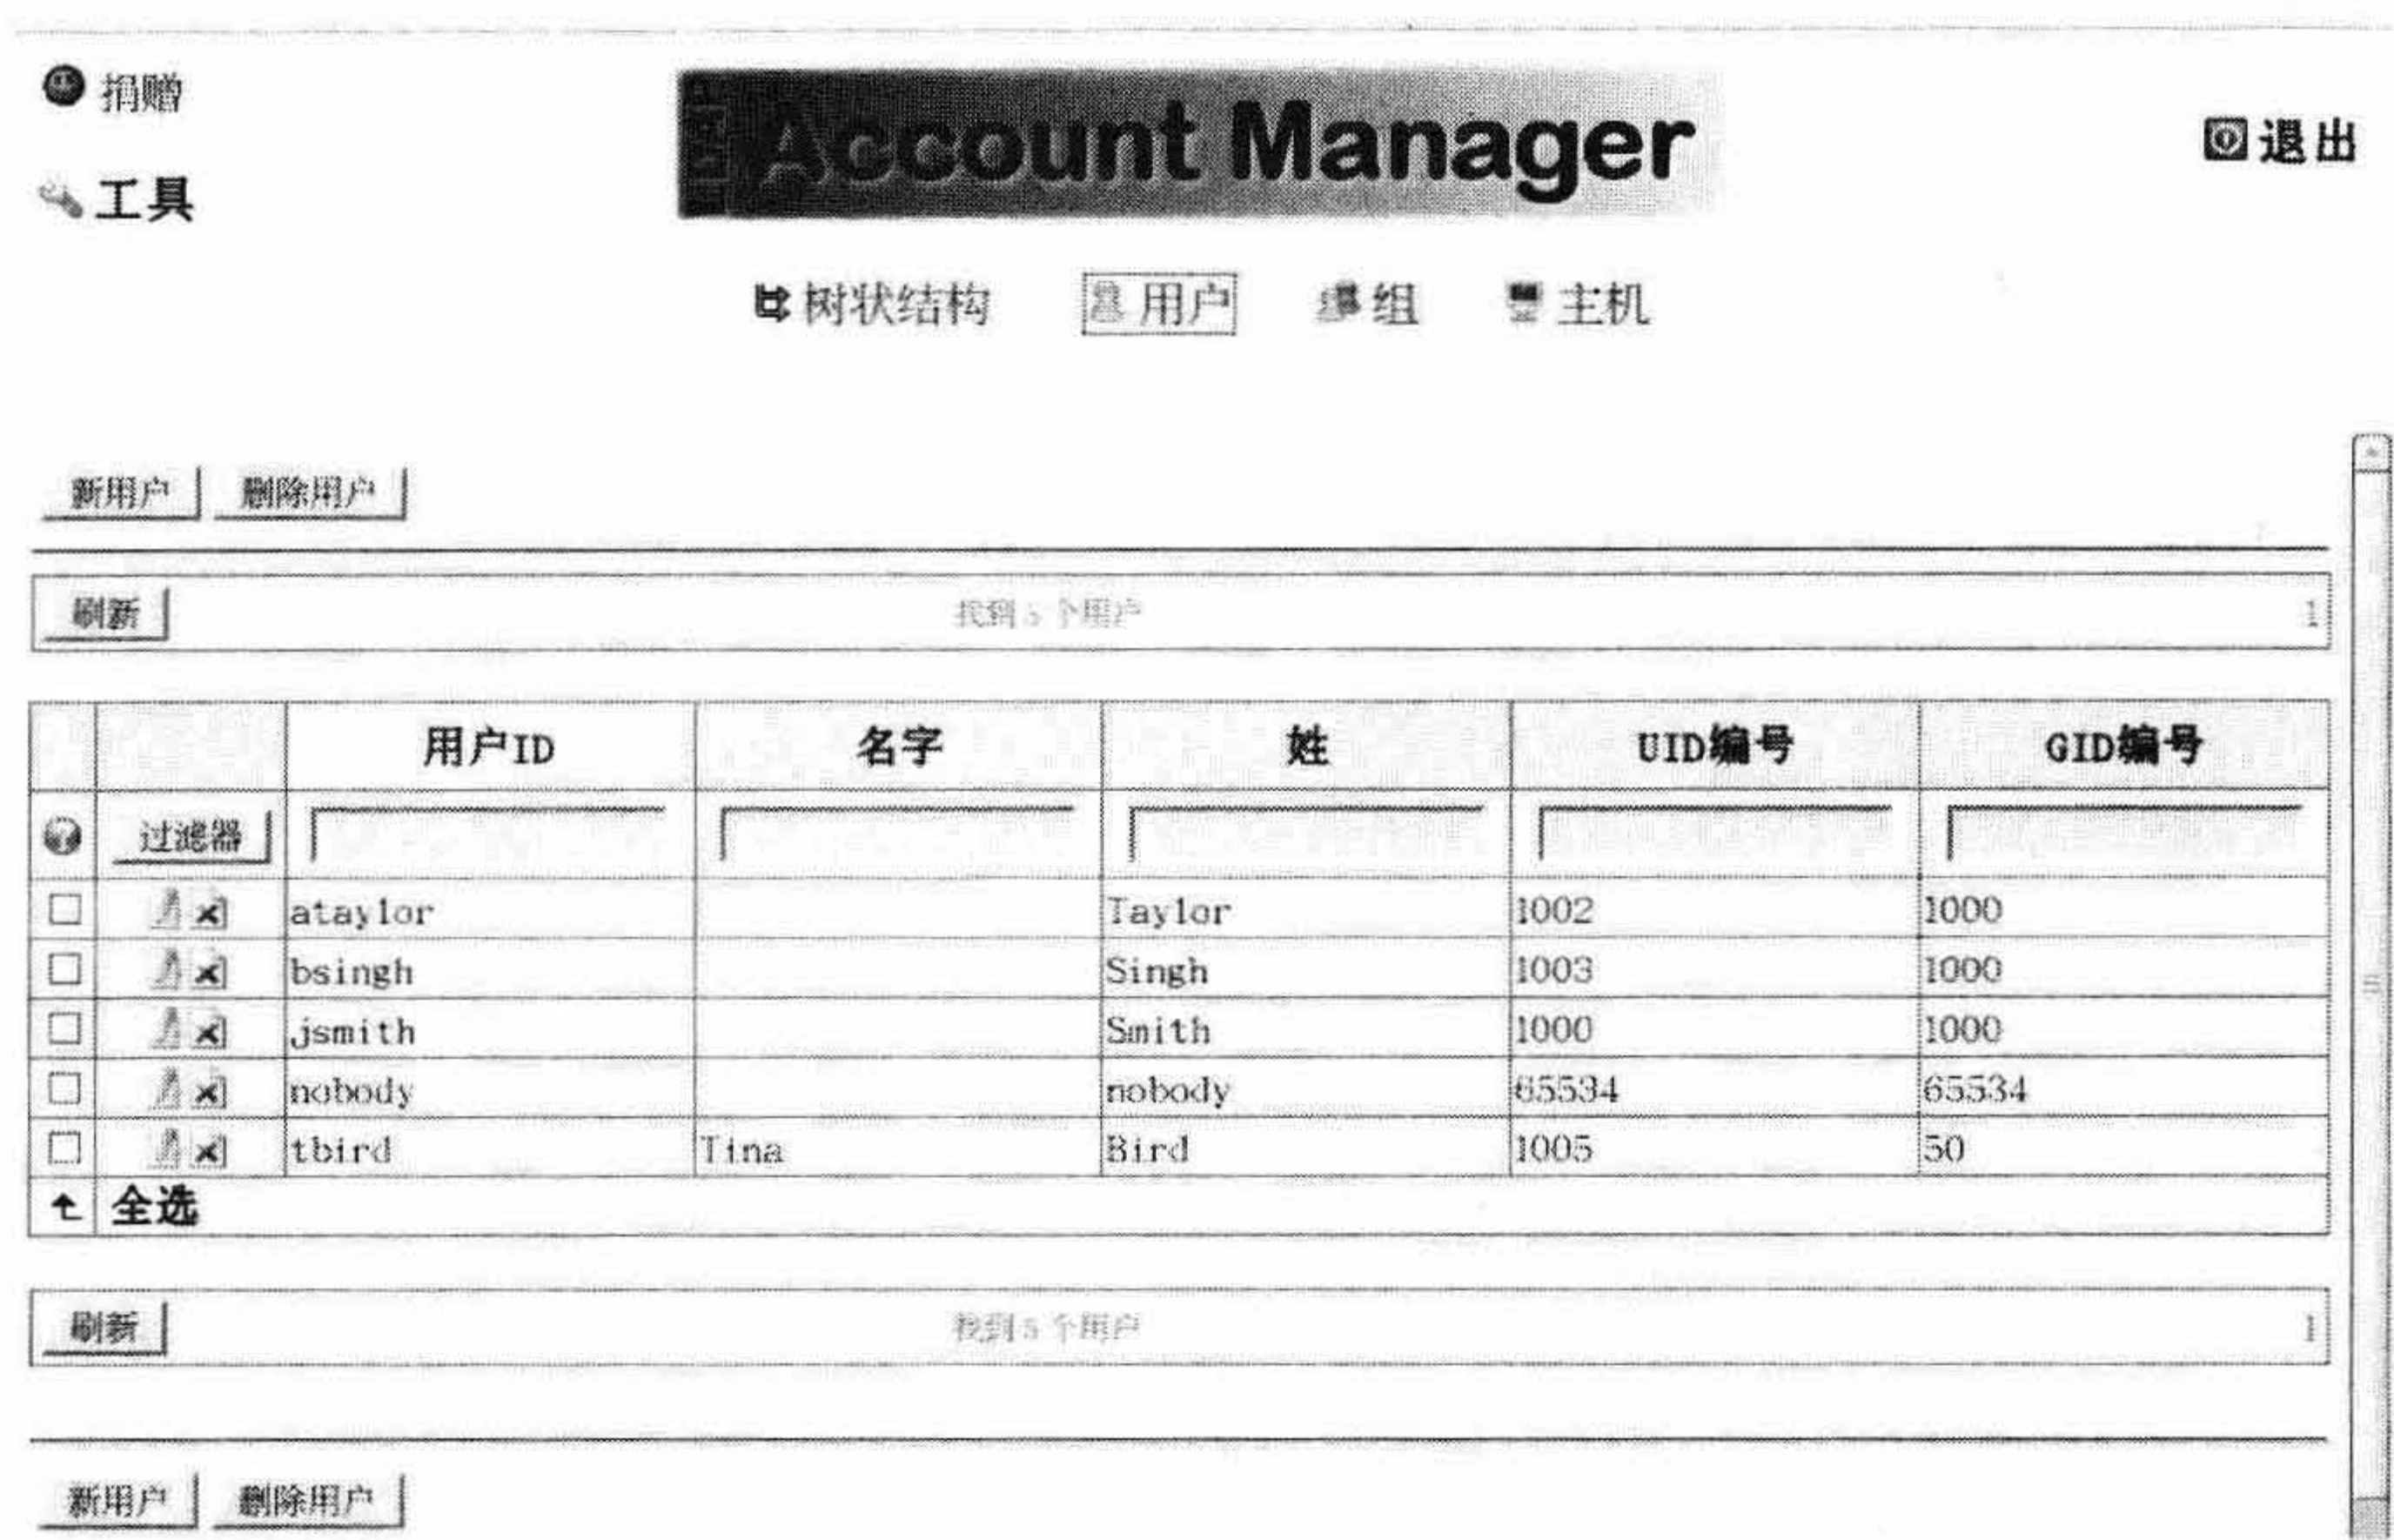 捐赠
Account Manager
退出
工具
树状结构 用户 组 主机
新用户 删除用户
刷新 找到 5 个用户 1
用户ID 名字 姓 UID编号 GID编号
过滤器
ataylor Taylor 1002 1000
bsingh Singh 1003 1000
jsmith Smith 1000 1000
nobody nobody 65534 65534
tbird Tina Bird 1005 50
全选
刷新 找到 5 个用户 1
新用户 删除用户